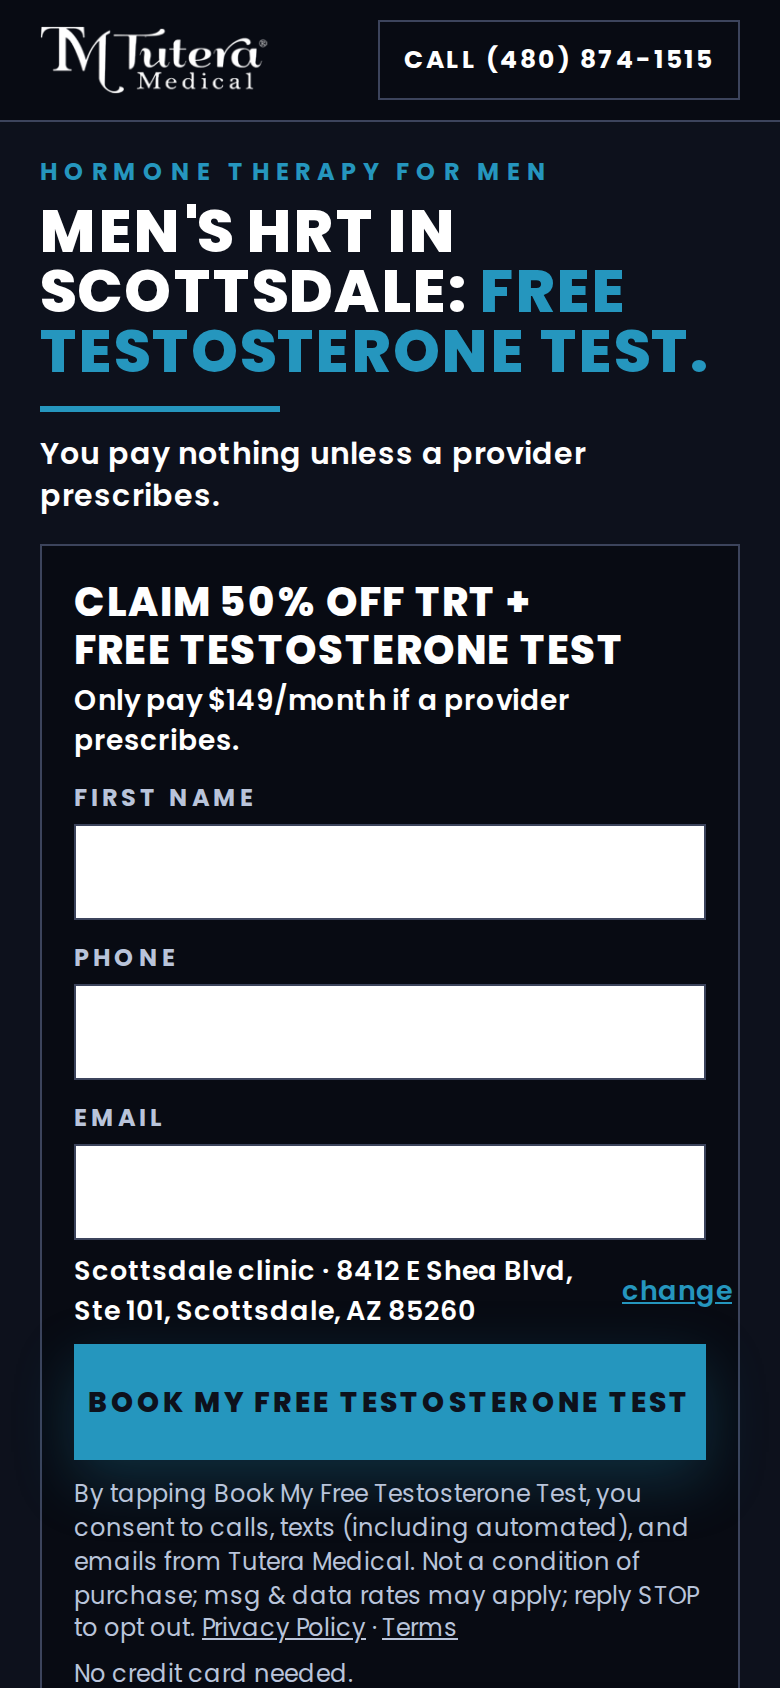 TM Tutera®
Medical
CALL (480) 874-1515
HORMONE THERAPY FOR MEN
MEN'S HRT IN
SCOTTSDALE: FREE
TESTOSTERONE TEST.
You pay nothing unless a provider
prescribes.
CLAIM 50% OFF TRT +
FREE TESTOSTERONE TEST
Only pay $149/month if a provider
prescribes.
FIRST NAME
PHONE
EMAIL
Scottsdale clinic · 8412 E Shea Blvd,
Ste 101, Scottsdale, AZ 85260
change
BOOK MY FREE TESTOSTERONE TEST
By tapping Book My Free Testosterone Test, you
consent to calls, texts (including automated), and
emails from Tutera Medical. Not a condition of
purchase; msg & data rates may apply; reply STOP
to opt out. Privacy Policy · Terms
No credit card needed.